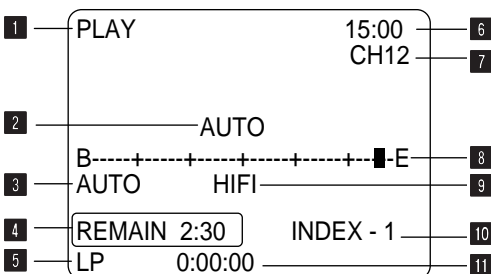 1 PLAY 15:00 6
CH12 7
2 AUTO
B-----+-----+-----+-----+-----+---█-E 8
3 AUTO HIFI 9
4 REMAIN 2:30 INDEX - 1 10
5 LP 0:00:00 11